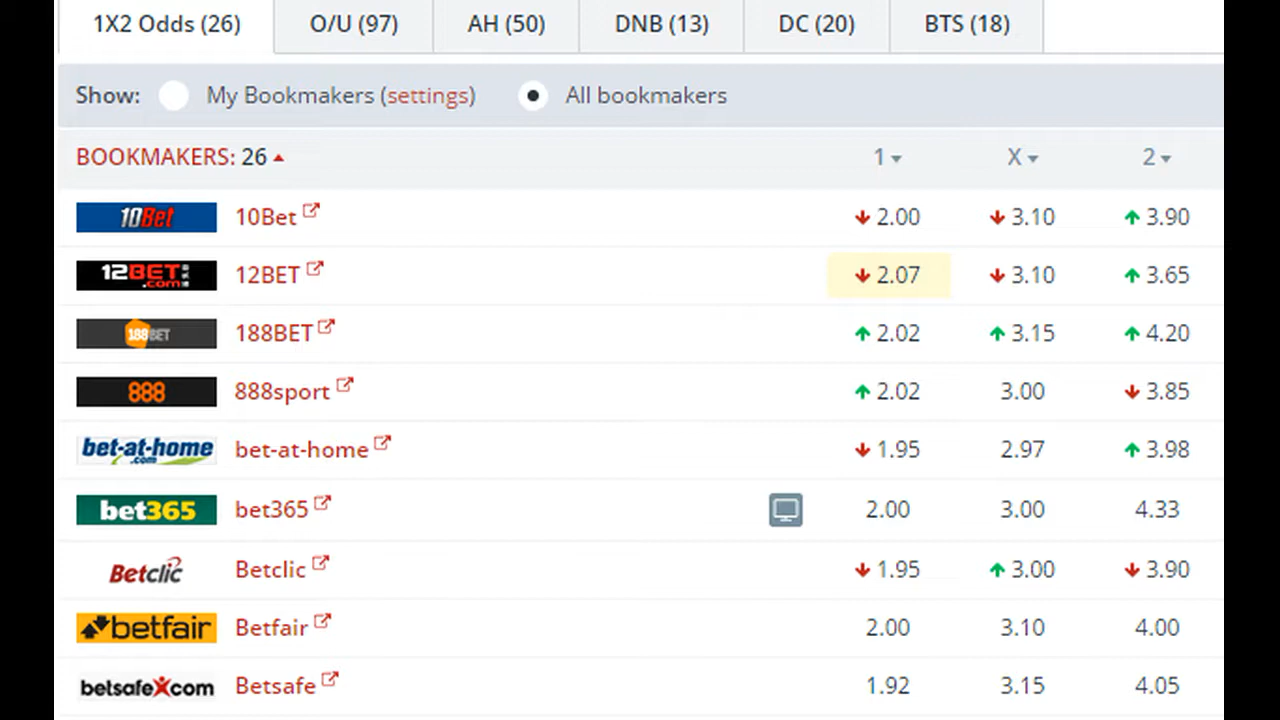 1X2 Odds (26) O/U (97) AH (50) DNB (13) DC (20) BTS (18)
Show: My Bookmakers (settings) All bookmakers
BOOKMAKERS: 26 1 X 2
10Bet 10Bet 2.00 3.10 3.90
12BET.com 12BET 2.07 3.10 3.65
188BET 188BET 2.02 3.15 4.20
888 888sport 2.02 3.00 3.85
bet-at-home.com bet-at-home 1.95 2.97 3.98
bet365 bet365 2.00 3.00 4.33
Betclic Betclic 1.95 3.00 3.90
betfair Betfair 2.00 3.10 4.00
betsafe.com Betsafe 1.92 3.15 4.05